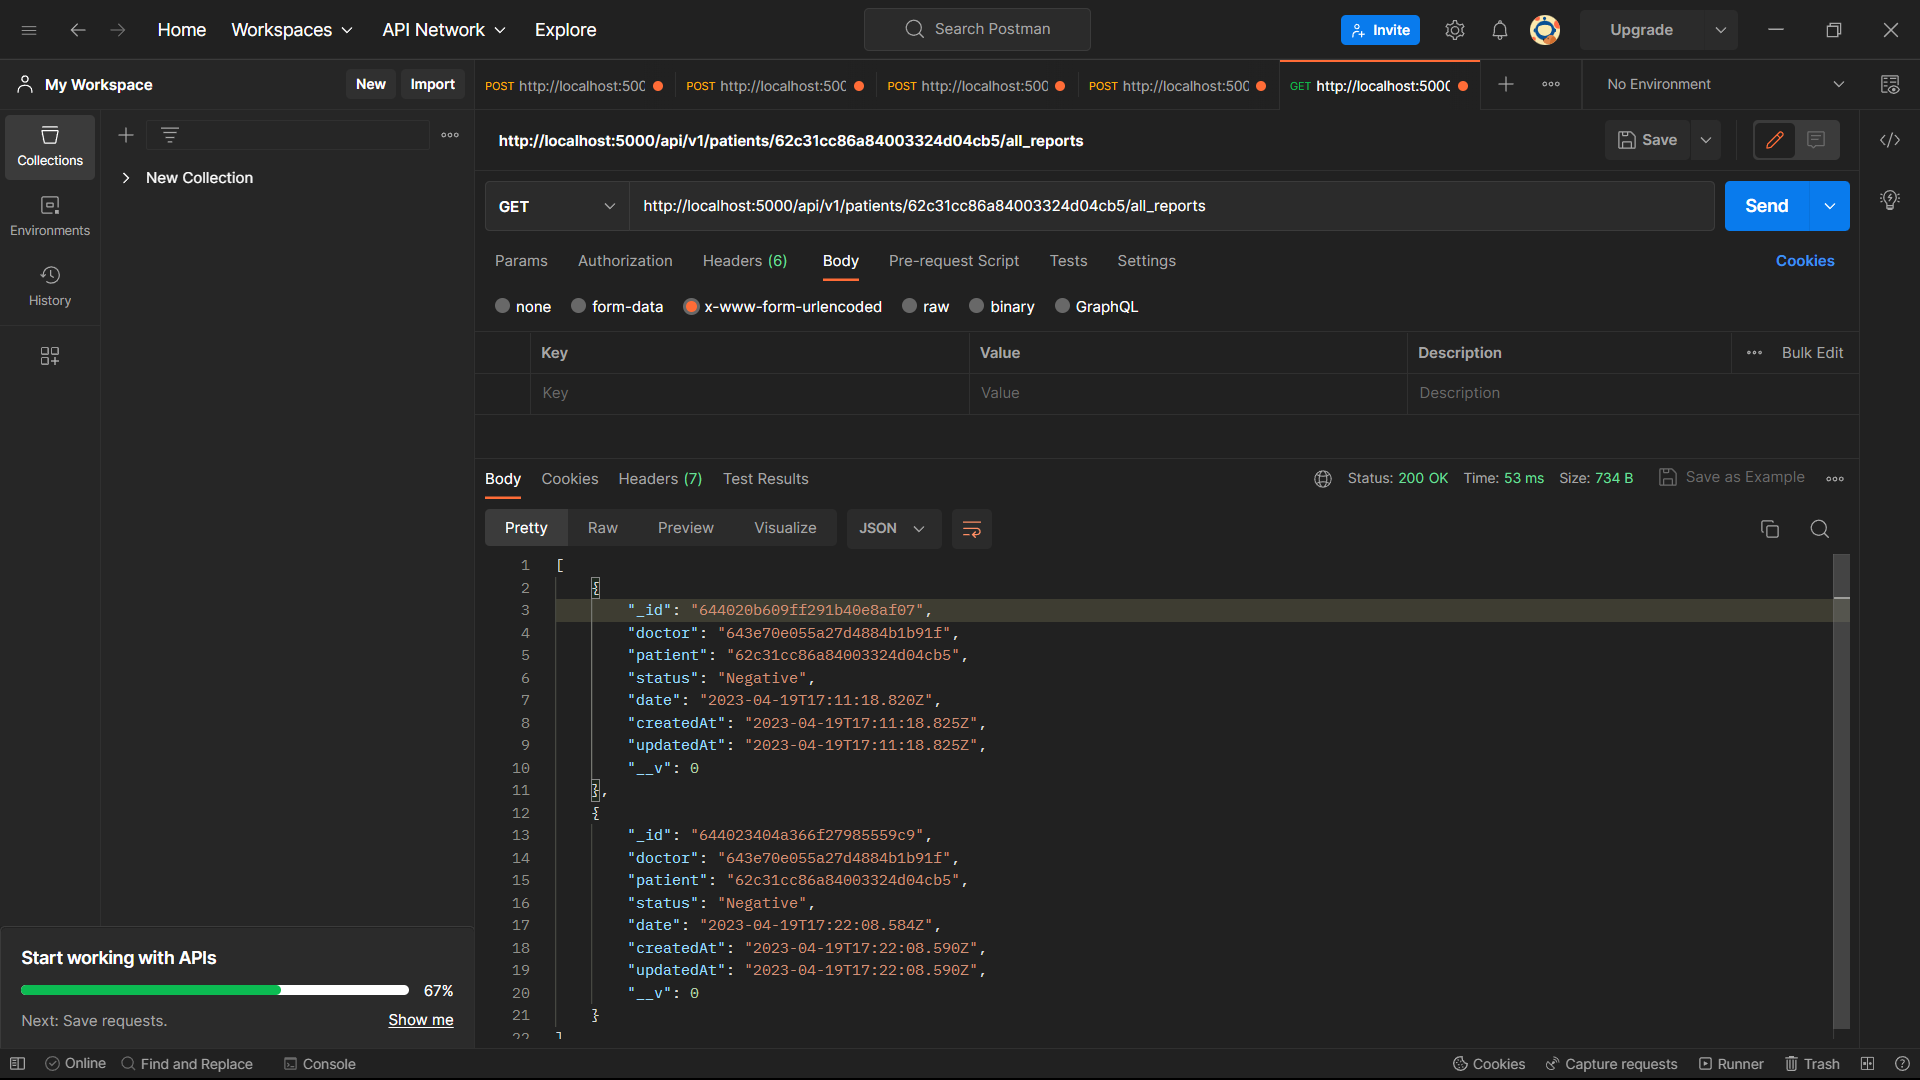 Home
Workspaces
API Network
Explore
Search Postman
Invite
Upgrade
My Workspace
New
Import
POST http://localhost:500
POST http://localhost:500
POST http://localhost:500
POST http://localhost:500
GET http://localhost:5000
No Environment
Collections
Environments
History
New Collection
http://localhost:5000/api/v1/patients/62c31cc86a84003324d04cb5/all_reports
Save
GET
http://localhost:5000/api/v1/patients/62c31cc86a84003324d04cb5/all_reports
Send
Params Authorization Headers (6) Body Pre-request Script Tests Settings Cookies
none form-data x-www-form-urlencoded raw binary GraphQL
Key Value Description Bulk Edit
Key Value Description
Body Cookies Headers (7) Test Results Status: 200 OK Time: 53 ms Size: 734 B Save as Example
Pretty Raw Preview Visualize JSON
1 [
2 {
3 "_id": "644020b609ff291b40e8af07",
4 "doctor": "643e70e055a27d4884b1b91f",
5 "patient": "62c31cc86a84003324d04cb5",
6 "status": "Negative",
7 "date": "2023-04-19T17:11:18.820Z",
8 "createdAt": "2023-04-19T17:11:18.825Z",
9 "updatedAt": "2023-04-19T17:11:18.825Z",
10 "__v": 0
11 },
12 {
13 "_id": "644023404a366f27985559c9",
14 "doctor": "643e70e055a27d4884b1b91f",
15 "patient": "62c31cc86a84003324d04cb5",
16 "status": "Negative",
17 "date": "2023-04-19T17:22:08.584Z",
18 "createdAt": "2023-04-19T17:22:08.590Z",
19 "updatedAt": "2023-04-19T17:22:08.590Z",
20 "__v": 0
21 }
22 ]
Start working with APIs
67%
Next: Save requests. Show me
Online Find and Replace Console Cookies Capture requests Runner Trash